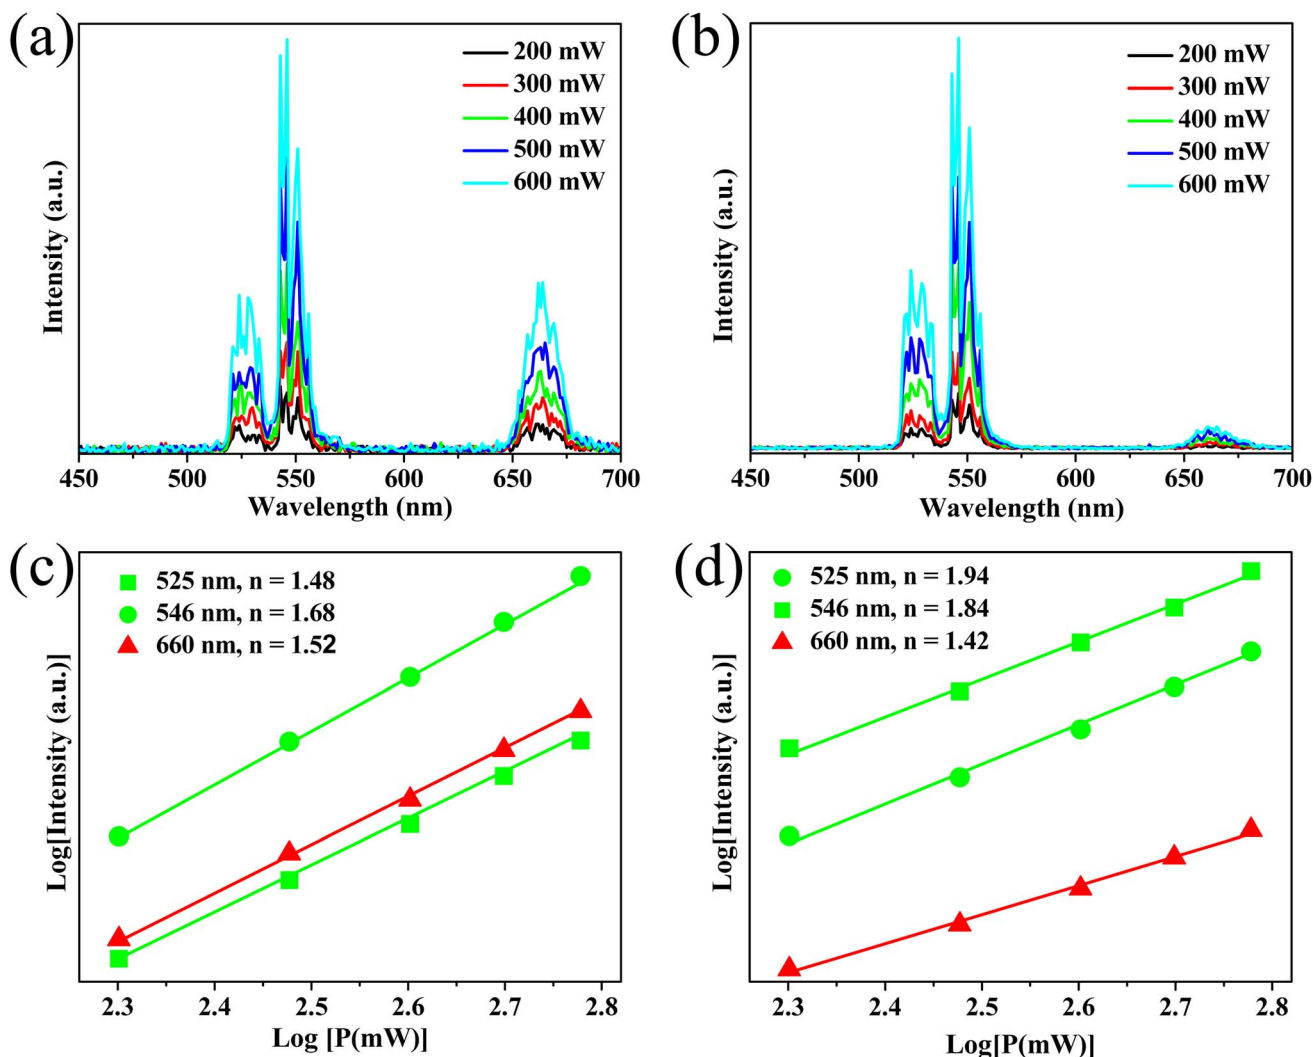 (a)
200 mW
300 mW
400 mW
500 mW
600 mW
Intensity (a.u.)
450 500 550 600 650 700
Wavelength (nm)
(b)
200 mW
300 mW
400 mW
500 mW
600 mW
Intensity (a.u.)
450 500 550 600 650 700
Wavelength (nm)
(c)
525 nm, n = 1.48
546 nm, n = 1.68
660 nm, n = 1.52
Log[Intensity (a.u.)]
2.3 2.4 2.5 2.6 2.7 2.8
Log [P(mW)]
(d)
525 nm, n = 1.94
546 nm, n = 1.84
660 nm, n = 1.42
Log[Intensity (a.u.)]
2.3 2.4 2.5 2.6 2.7 2.8
Log[P(mW)]